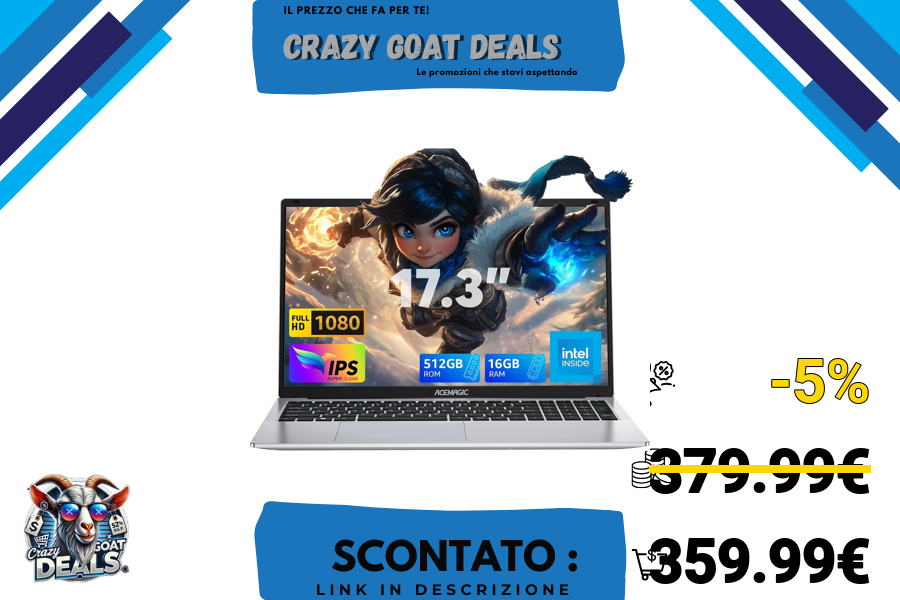 IL PREZZO CHE FA PER TE!
CRAZY GOAT DEALS
Le promozioni che stavi aspettando
17.3"
FULL HD 1080
IPS
SUPER CLEAR
512GB
ROM
16GB
RAM
intel
INSIDE
ACEMAGIC
-5%
379.99€
359.99€
SCONTATO :
LINK IN DESCRIZIONE
Crazy GOAT
DEALS